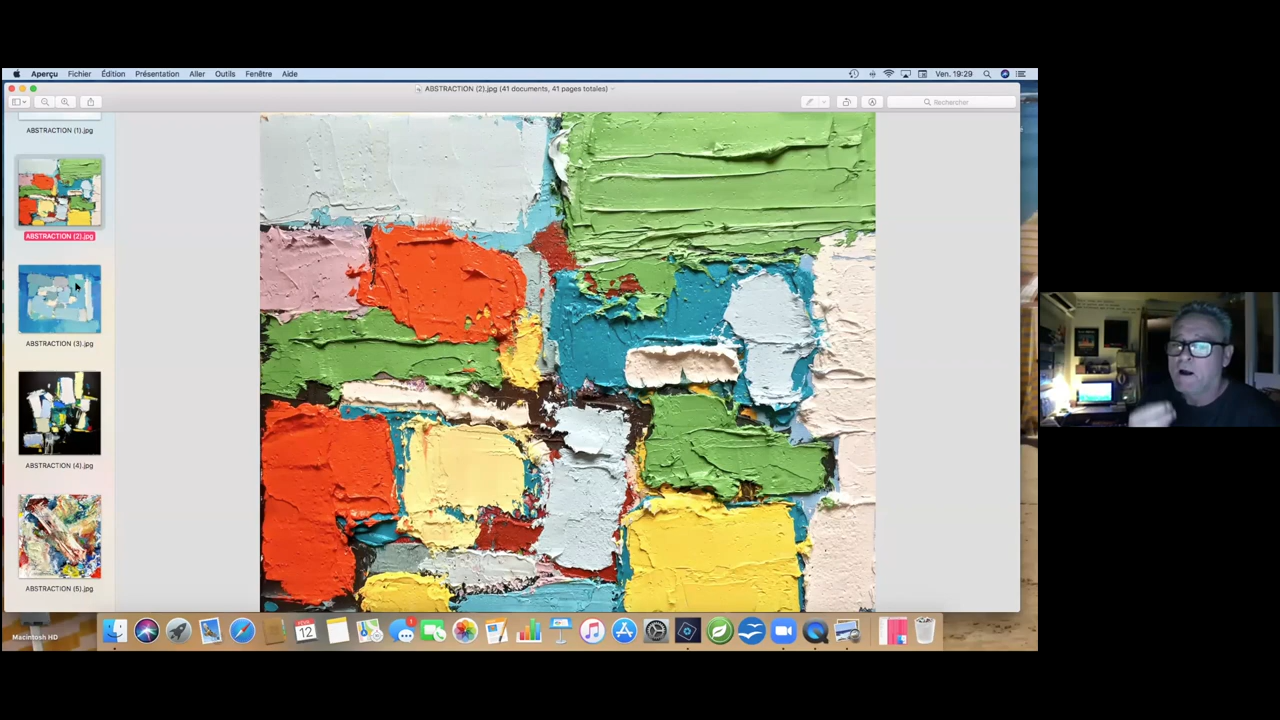 Aperçu Fichier Édition Présentation Aller Outils Fenêtre Aide Ven. 19:29
ABSTRACTION (2).jpg (41 documents, 41 pages totales)
Rechercher
ABSTRACTION (1).jpg
ABSTRACTION (2).jpg
ABSTRACTION (3).jpg
ABSTRACTION (4).jpg
ABSTRACTION (5).jpg
Macintosh HD
12
1